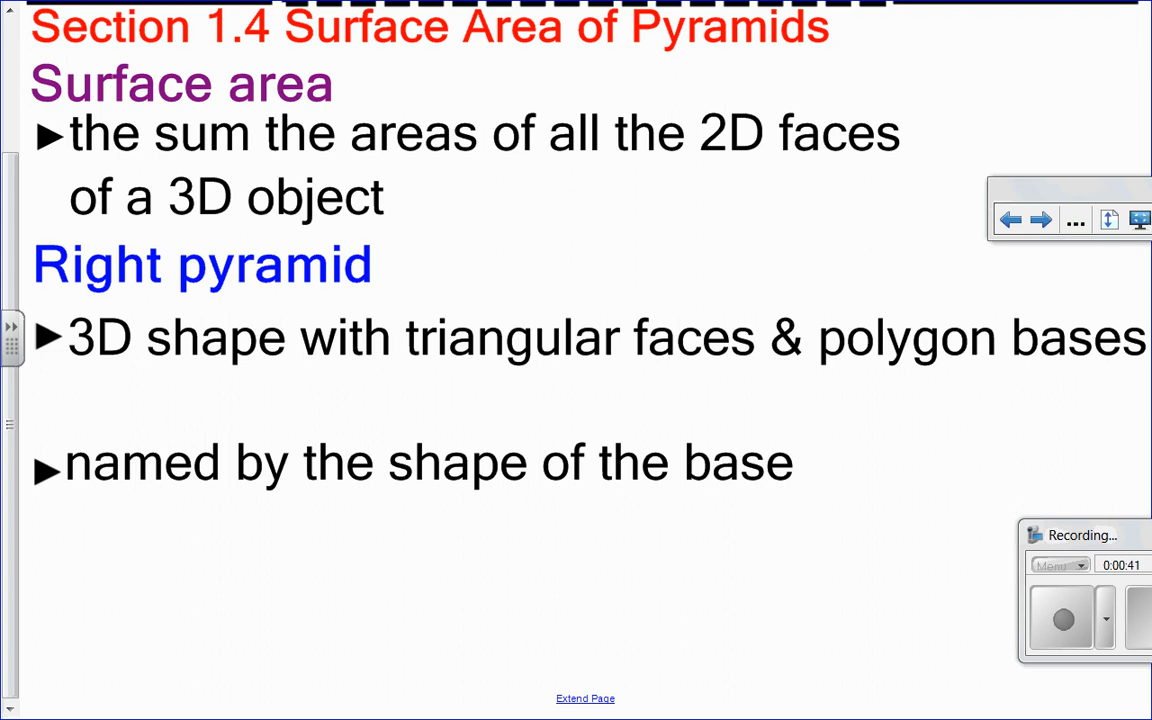 Section 1.4 Surface Area of Pyramids
Surface area
►the sum the areas of all the 2D faces
of a 3D object
Right pyramid
►3D shape with triangular faces & polygon bases
►named by the shape of the base
...
Recording...
Menu
0:00:41
Extend Page